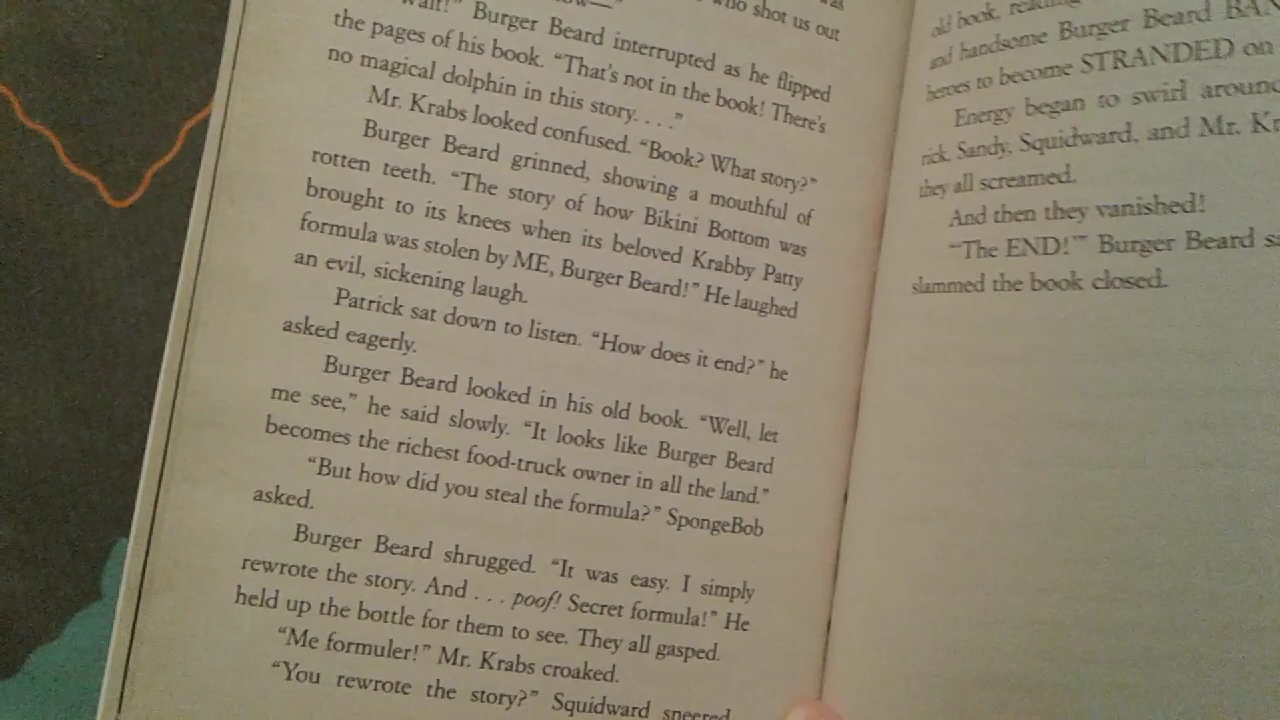 who shot us out
Burger Beard interrupted as he flipped
the pages of his book. “That’s not in the book! There’s
no magical dolphin in this story. . . .”
Mr. Krabs looked confused. “Book? What story?”
Burger Beard grinned, showing a mouthful of
rotten teeth. “The story of how Bikini Bottom was
brought to its knees when its beloved Krabby Patty
formula was stolen by ME, Burger Beard!” He laughed
an evil, sickening laugh.
Patrick sat down to listen. “How does it end?” he
asked eagerly.
Burger Beard looked in his old book. “Well, let
me see,” he said slowly. “It looks like Burger Beard
becomes the richest food-truck owner in all the land.”
“But how did you steal the formula?” SpongeBob
asked.
Burger Beard shrugged. “It was easy. I simply
rewrote the story. And . . . poof! Secret formula!” He
held up the bottle for them to see. They all gasped.
“Me formuler!” Mr. Krabs croaked.
“You rewrote the story?” Squidward sneered
old book,
and handsome Burger Beard
heroes to become STRANDED on
Energy began to swirl
rick, Sandy, Squidward, and Mr.
they all screamed.
And then they vanished!
“‘The END!’” Burger Beard
slammed the book closed.